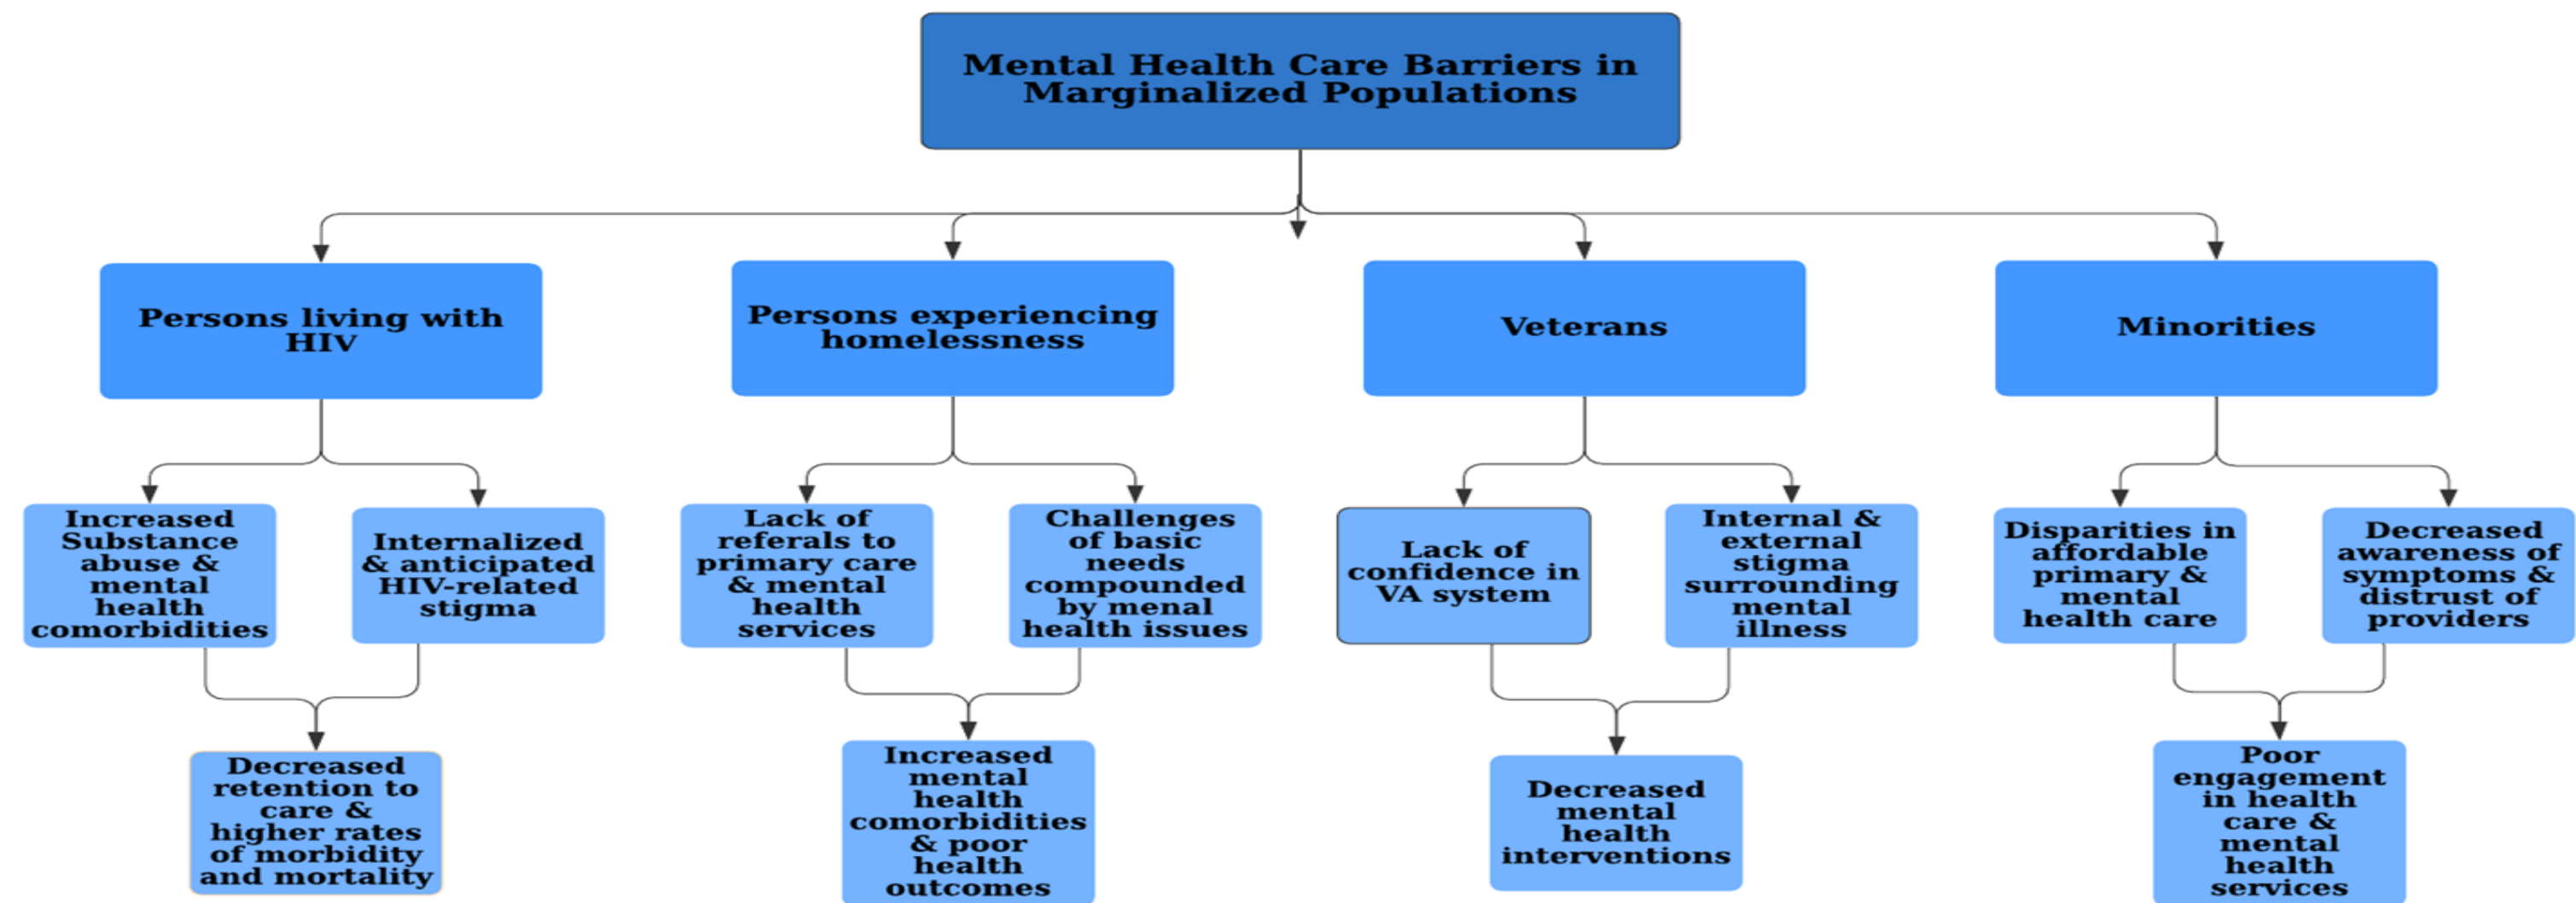 Mental Health Care Barriers in
Marginalized Populations
Persons living with
HIV
Persons experiencing
homelessness
Veterans
Minorities
Increased
Substance
abuse &
mental
health
comorbidities
Internalized
& anticipated
HIV-related
stigma
Lack of
referals to
primary care
& mental
health
services
Challenges
of basic
needs
compounded
by menal
health issues
Lack of
confidence in
VA system
Internal &
external
stigma
surrounding
mental
illness
Disparities in
affordable
primary &
mental
health care
Decreased
awareness of
symptoms &
distrust of
providers
Decreased
retention to
care &
higher rates
of morbidity
and mortality
Increased
mental
health
comorbidities
& poor
health
outcomes
Decreased
mental
health
interventions
Poor
engagement
in health
care &
mental
health
services